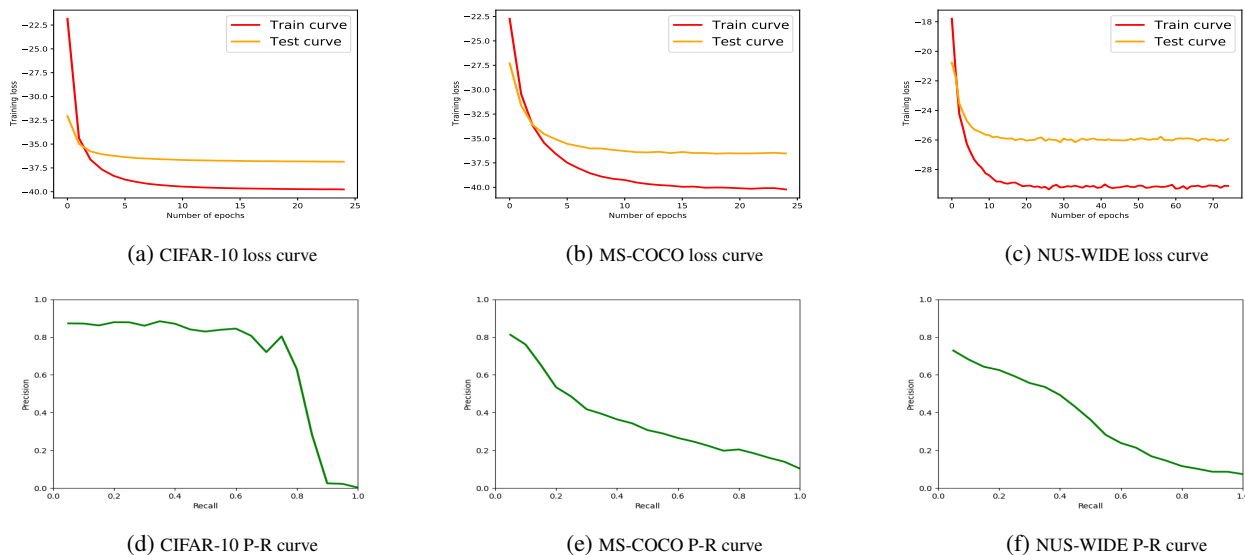 Train curve
Test curve
−22.5
−25.0
−27.5
−30.0
−32.5
−35.0
−37.5
−40.0
Training loss
0 5 10 15 20 25
Number of epochs
(a) CIFAR-10 loss curve
Train curve
Test curve
−22.5
−25.0
−27.5
−30.0
−32.5
−35.0
−37.5
−40.0
Training loss
0 5 10 15 20 25
Number of epochs
(b) MS-COCO loss curve
Train curve
Test curve
−18
−20
−22
−24
−26
−28
Training loss
0 10 20 30 40 50 60 70
Number of epochs
(c) NUS-WIDE loss curve
1.0
0.8
0.6
0.4
0.2
0.0
Precision
0.0 0.2 0.4 0.6 0.8 1.0
Recall
(d) CIFAR-10 P-R curve
1.0
0.8
0.6
0.4
0.2
0.0
Precision
0.0 0.2 0.4 0.6 0.8 1.0
Recall
(e) MS-COCO P-R curve
1.0
0.8
0.6
0.4
0.2
0.0
Precision
0.0 0.2 0.4 0.6 0.8 1.0
Recall
(f) NUS-WIDE P-R curve